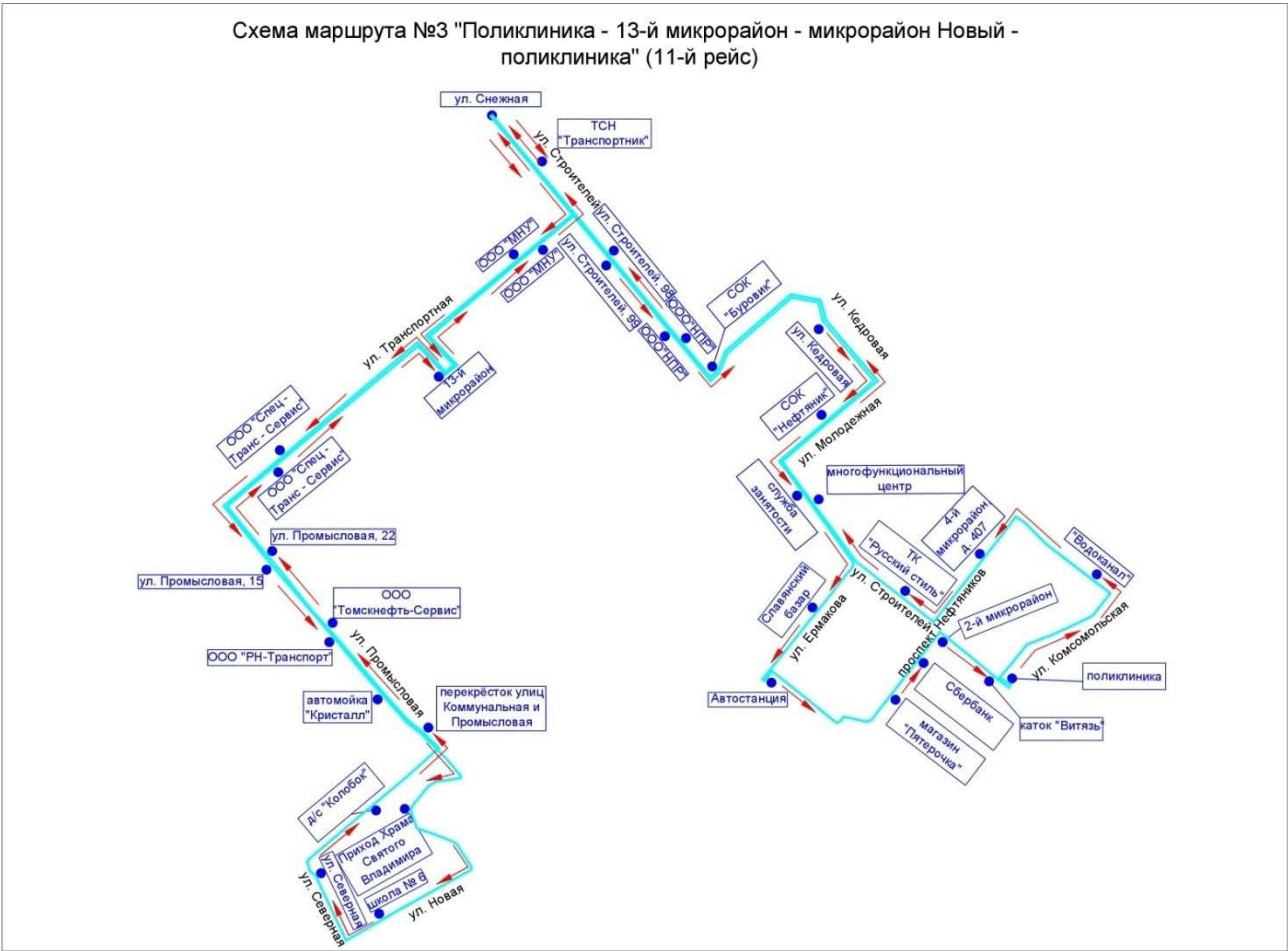 Схема маршрута №3 "Поликлиника - 13-й микрорайон - микрорайон Новый -
поликлиника" (11-й рейс)
ул. Снежная
ТСН
"Транспортник"
ул. Строителей
ООО "МНУ"
ООО "МНУ"
ул. Строителей, 98
ул. Строителей, 99
ООО"НПР"
ООО"НПР"
СОК
"Буровик"
ул. Кедровая
ул. Кедровая
ул. Транспортная
13-й
микрорайон
СОК
"Нефтяник"
ул. Молодежная
ООО "Спец -
Транс - Сервис"
ООО "Спец -
Транс - Сервис"
служба
занятости
многофункциональный
центр
4-й
микрорайон
д. 407
"Водоканал"
ТК
"Русский стиль"
ул. Промысловая, 22
ул. Промысловая, 15
ООО
"Томскнефть-Сервис"
ООО "РН-Транспорт"
ул. Промысловая
Славянский
базар
ул. Ермакова
ул. Строителей
проспект Нефтяников
2-й микрорайон
ул. Комсомольская
поликлиника
Автостанция
Сбербанк
каток "Витязь"
магазин
"Пятерочка"
автомойка
"Кристалл"
перекрёсток улиц
Коммунальная и
Промысловая
д/с "Колобок"
Приход Храма
Святого
Владимира
ул. Северная
ул. Северная
школа № 6
ул. Новая